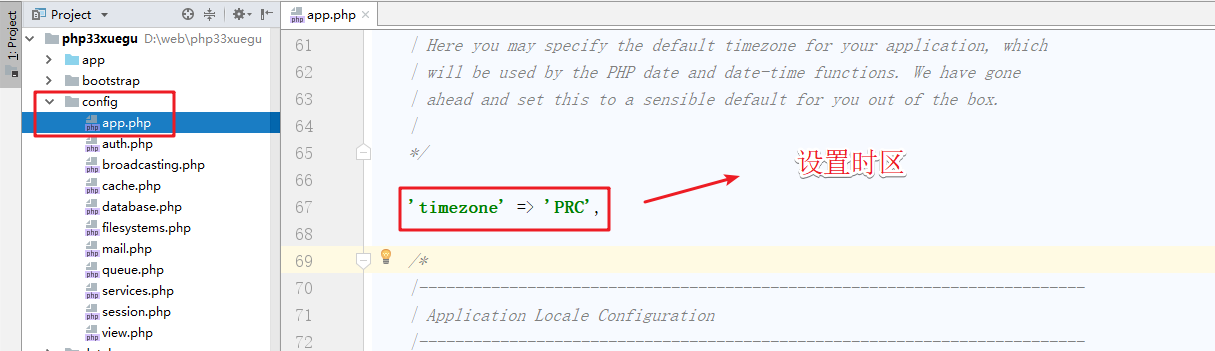 1: Project
Project
php33xuegu D:\web\php33xuegu
app
bootstrap
config
app.php
auth.php
broadcasting.php
cache.php
database.php
filesystems.php
mail.php
queue.php
services.php
session.php
view.php
app.php
61 | Here you may specify the default timezone for your application, which
62 | will be used by the PHP date and date-time functions. We have gone
63 | ahead and set this to a sensible default for you out of the box.
64 |
65 */
66
67 'timezone' => 'PRC',
设置时区
68
69 /*
70 |--------------------------------------------------------------------------
71 | Application Locale Configuration
72 |--------------------------------------------------------------------------